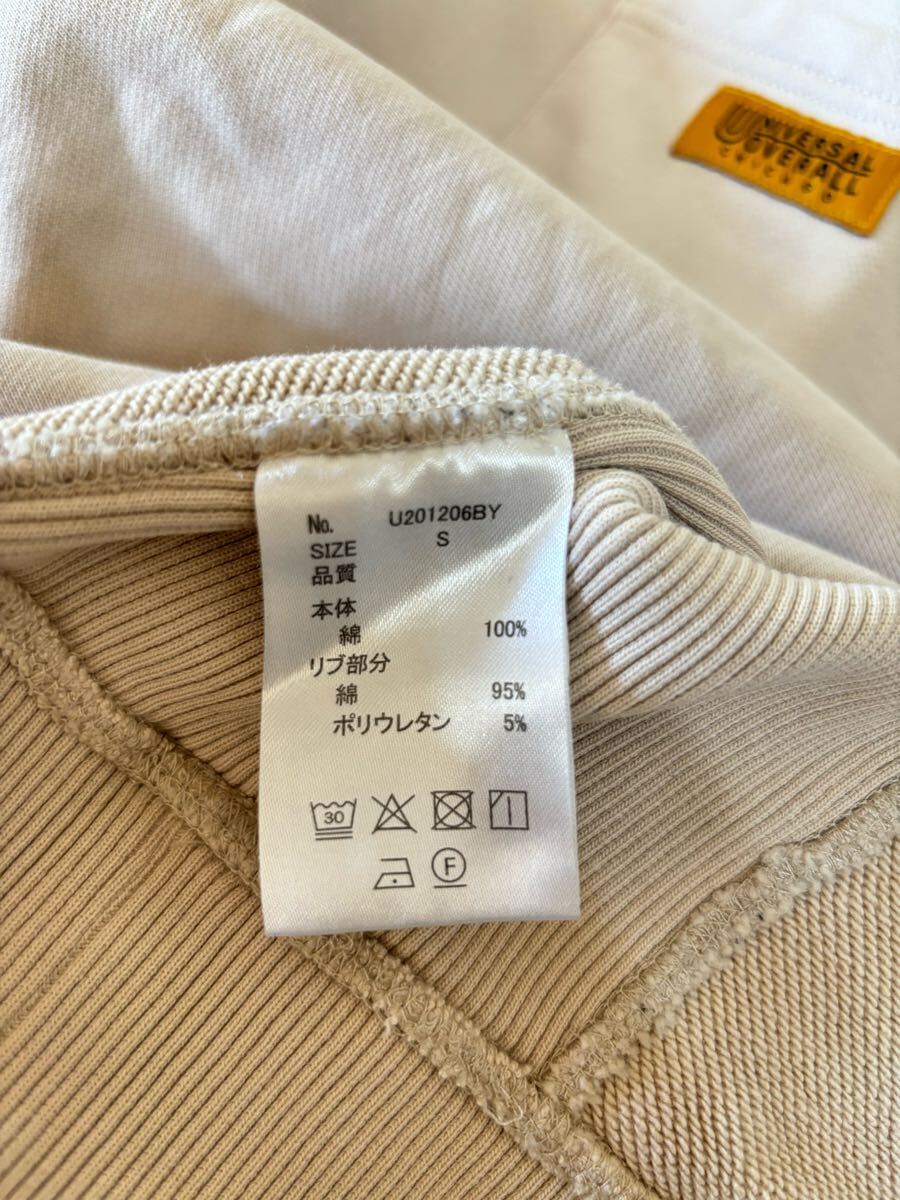 UNIVERSAL
OVERALL
CHICAGO
No. U201206BY
SIZE S
品質
本体
綿 100%
リブ部分
綿 95%
ポリウレタン 5%
30
F